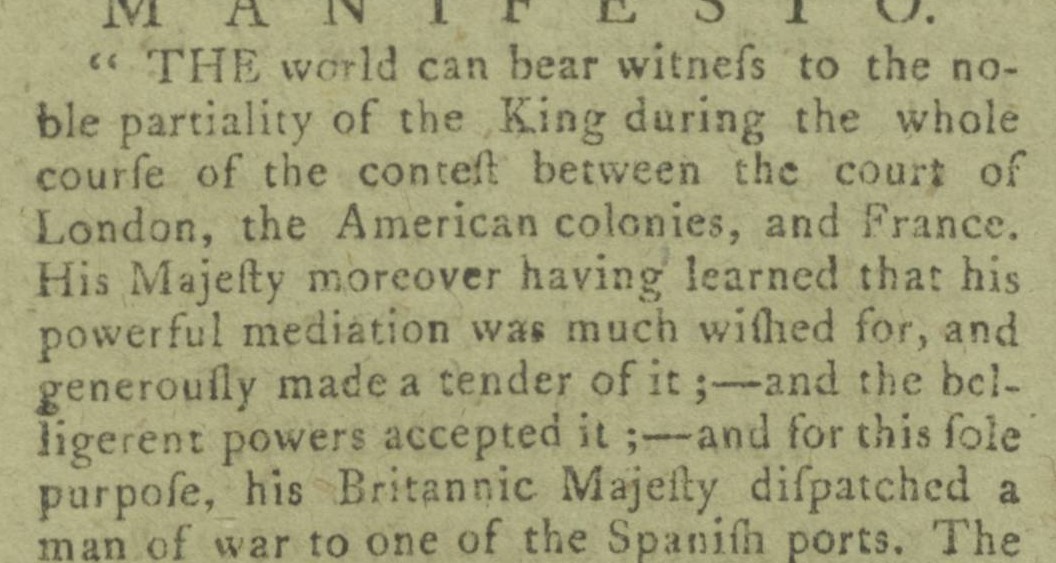 MANIFESTO.
“ THE world can bear witneſs to the no-
ble partiality of the King during the whole
courſe of the conteſt between the court of
London, the American colonies, and France.
His Majeſty moreover having learned that his
powerful mediation was much wiſhed for, and
generouſly made a tender of it ;—and the bel-
ligerent powers accepted it ;—and for this ſole
purpoſe, his Britannic Majeſty diſpatched a
man of war to one of the Spaniſh ports. The